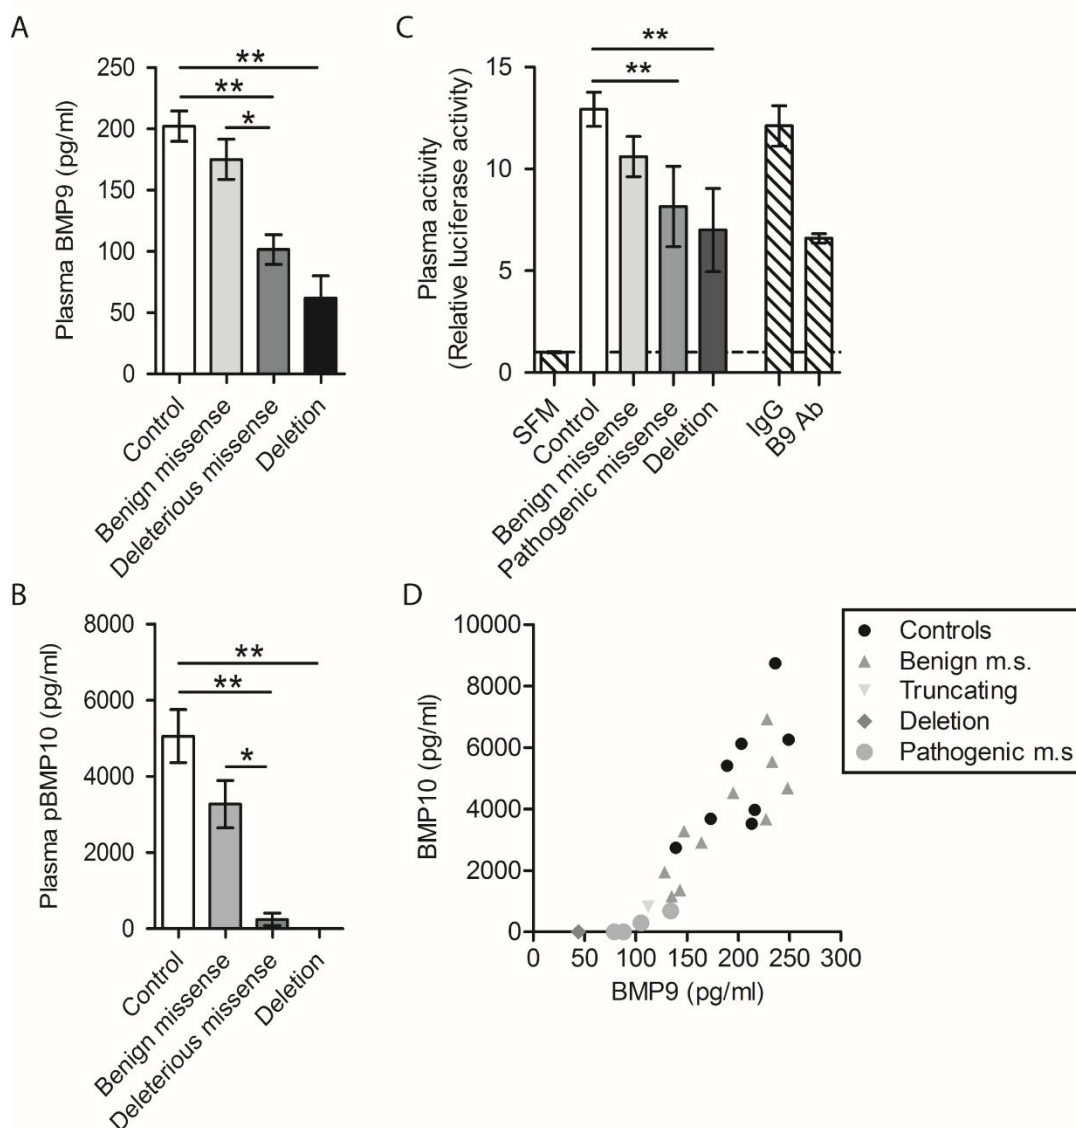 A
Plasma BMP9 (pg/ml)
250
200
150
100
50
0
**
**
*
Control
Benign missense
Deleterious missense
Deletion
C
Plasma activity
(Relative luciferase activity)
15
10
5
0
**
**
SFM
Control
Benign missense
Pathogenic missense
Deletion
IgG
B9 Ab
B
Plasma pBMP10 (pg/ml)
8000
6000
4000
2000
0
**
**
*
Control
Benign missense
Deleterious missense
Deletion
D
BMP10 (pg/ml)
10000
8000
6000
4000
2000
0
0 50 100 150 200 250 300
BMP9 (pg/ml)
Controls
Benign m.s.
Truncating
Deletion
Pathogenic m.s